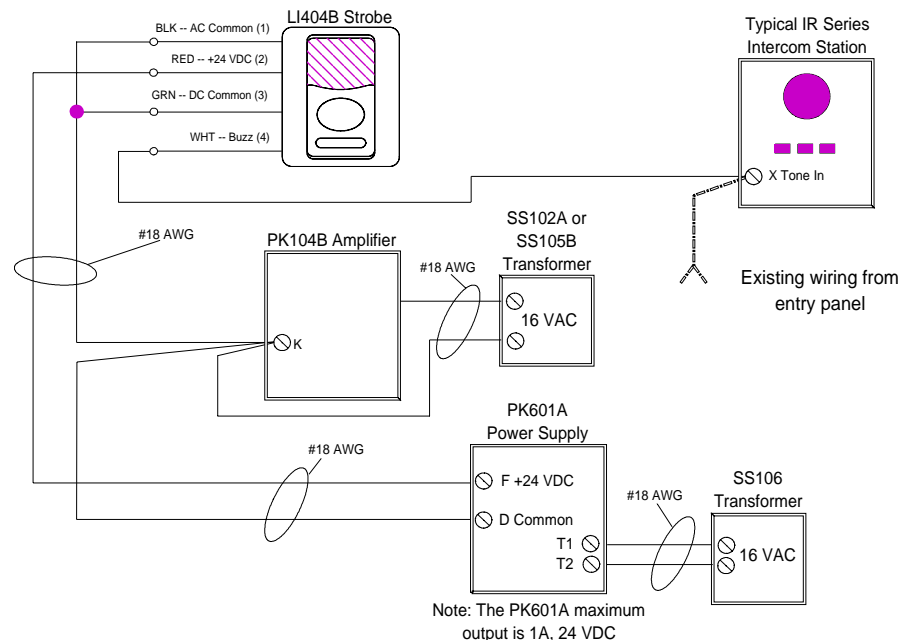 LI404B Strobe
BLK -- AC Common (1)
RED -- +24 VDC (2)
GRN -- DC Common (3)
WHT -- Buzz (4)
Typical IR Series
Intercom Station
X Tone In
Existing wiring from
entry panel
#18 AWG
PK104B Amplifier
K
#18 AWG
SS102A or
SS105B
Transformer
16 VAC
#18 AWG
PK601A
Power Supply
F +24 VDC
D Common
T1
T2
#18 AWG
SS106
Transformer
16 VAC
Note: The PK601A maximum
output is 1A, 24 VDC